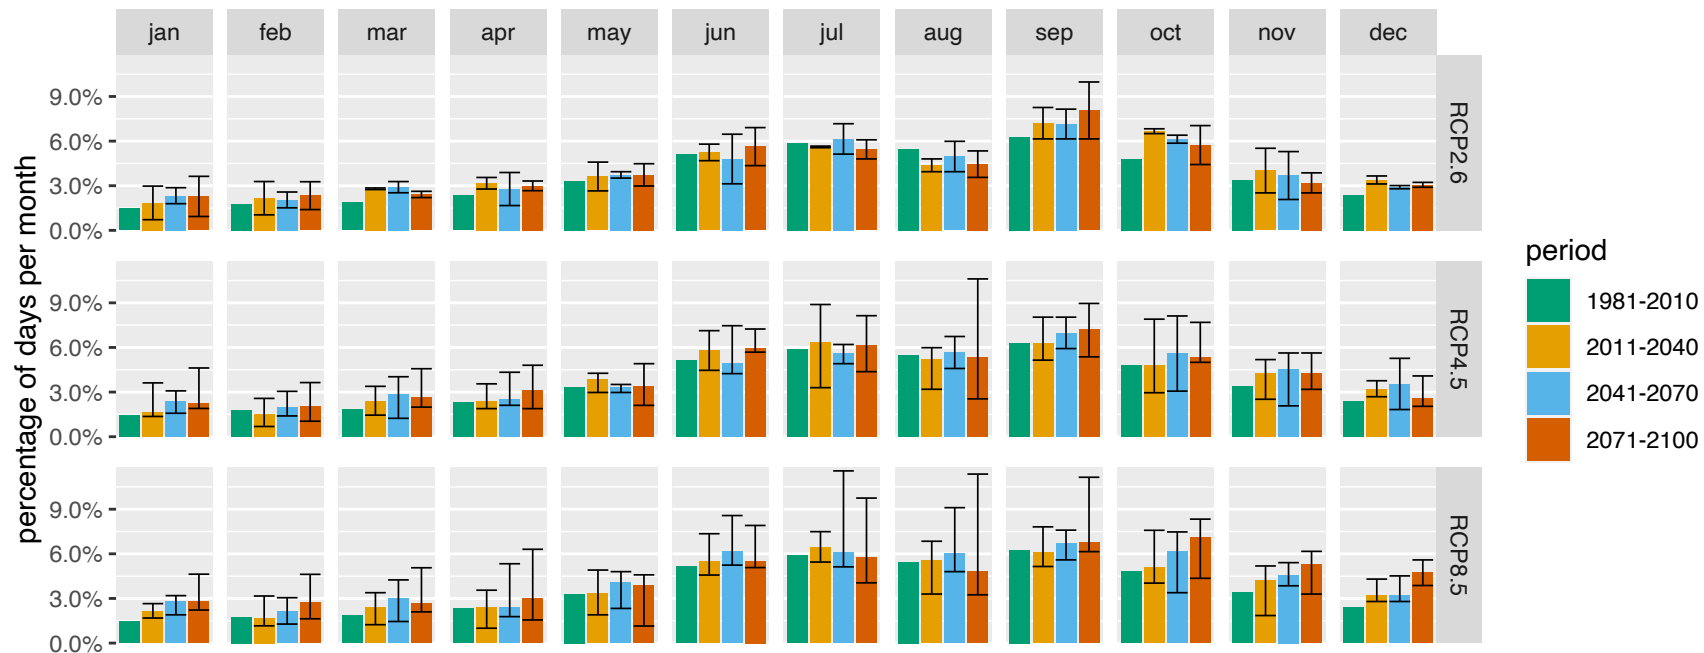 jan feb mar apr may jun jul aug sep oct nov dec
percentage of days per month
9.0%
6.0%
3.0%
0.0%
RCP2.6
9.0%
6.0%
3.0%
0.0%
RCP4.5
9.0%
6.0%
3.0%
0.0%
RCP8.5
period
1981-2010
2011-2040
2041-2070
2071-2100